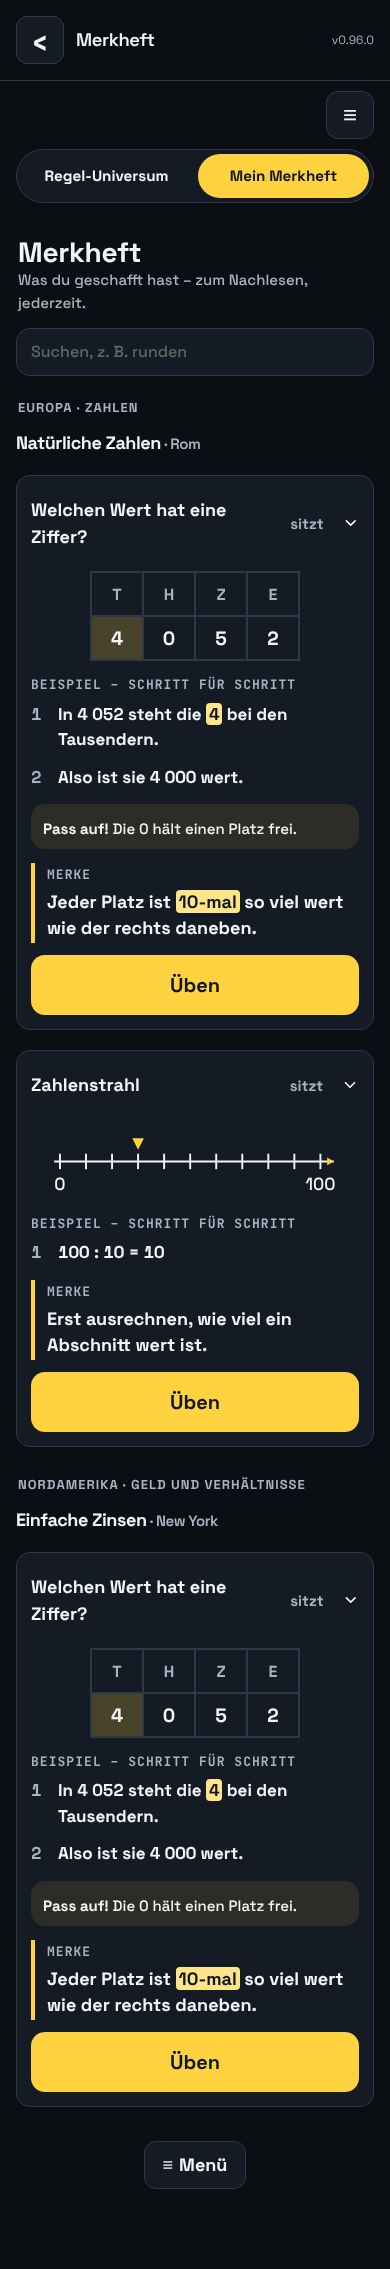 < Merkheft v0.96.0
≡
Regel-Universum Mein Merkheft
Merkheft
Was du geschafft hast – zum Nachlesen,
jederzeit.
Suchen, z. B. runden
EUROPA · ZAHLEN
Natürliche Zahlen · Rom
Welchen Wert hat eine
Ziffer?
sitzt
T H Z E
4 0 5 2
BEISPIEL – SCHRITT FÜR SCHRITT
1 In 4 052 steht die 4 bei den
Tausendern.
2 Also ist sie 4 000 wert.
Pass auf! Die 0 hält einen Platz frei.
MERKE
Jeder Platz ist 10-mal so viel wert
wie der rechts daneben.
Üben
Zahlenstrahl sitzt
0 100
BEISPIEL – SCHRITT FÜR SCHRITT
1 100 : 10 = 10
MERKE
Erst ausrechnen, wie viel ein
Abschnitt wert ist.
Üben
NORDAMERIKA · GELD UND VERHÄLTNISSE
Einfache Zinsen · New York
Welchen Wert hat eine
Ziffer?
sitzt
T H Z E
4 0 5 2
BEISPIEL – SCHRITT FÜR SCHRITT
1 In 4 052 steht die 4 bei den
Tausendern.
2 Also ist sie 4 000 wert.
Pass auf! Die 0 hält einen Platz frei.
MERKE
Jeder Platz ist 10-mal so viel wert
wie der rechts daneben.
Üben
≡ Menü